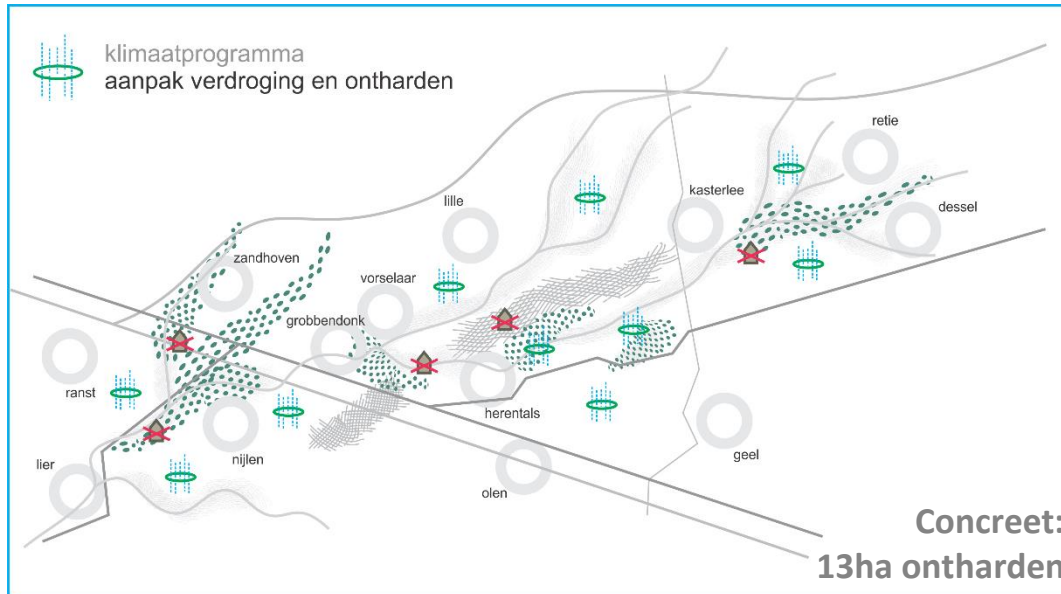 klimaatprogramma
aanpak verdroging en ontharden
retie
kasterlee
dessel
lille
zandhoven
vorselaar
grobbendonk
ranst
herentals
geel
nijlen
lier
olen
Concreet:
13ha ontharden